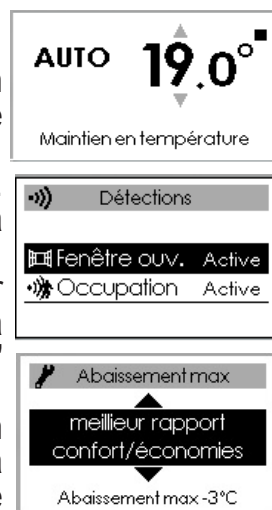 AUTO 19.0°
Maintien en température
Détections
Fenêtre ouv. Active
Occupation Active
Abaissement max
meillieur rapport
confort/économies
Abaissement max -3°C